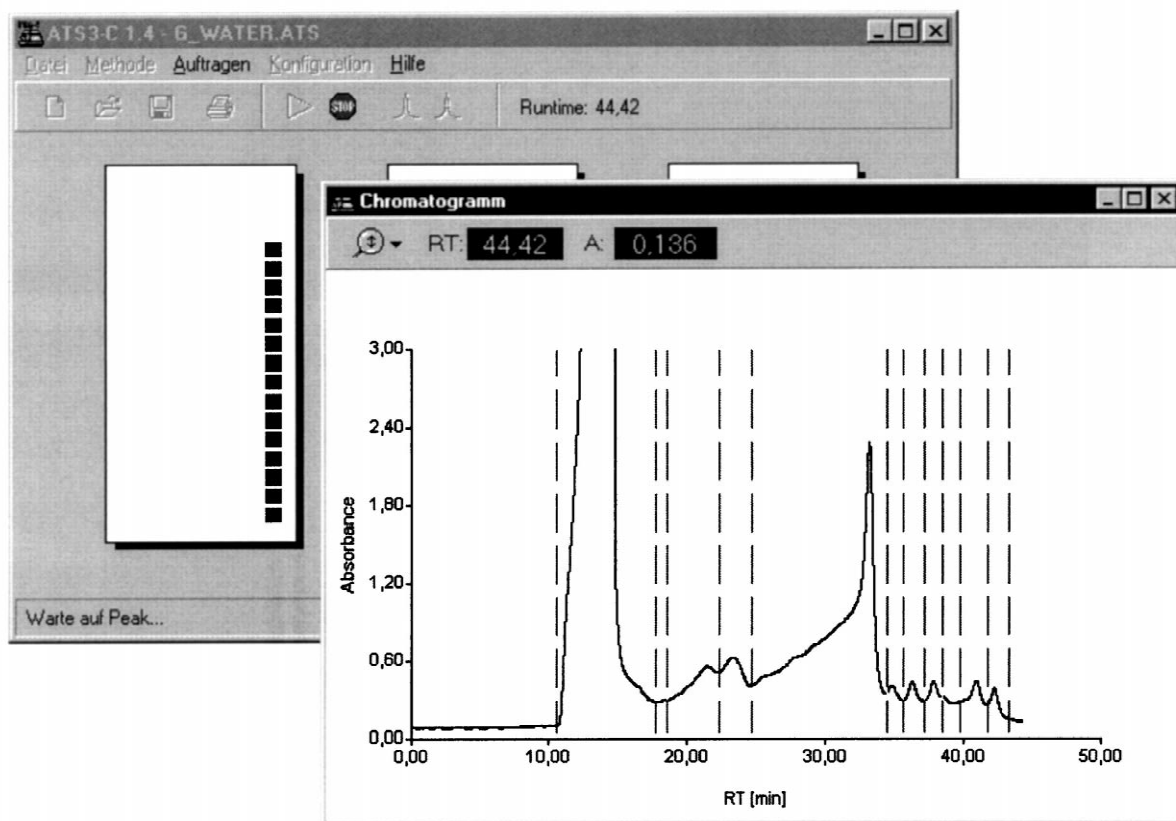 ATS3-C 1.4 - G_WATER.ATS
Datei Methode Auftragen Konfiguration Hilfe
STOP Runtime: 44,42
Chromatogramm
RT: 44,42 A: 0,136
3,00
2,40
1,80
1,20
0,60
0,00
Absorbance
0,00 10,00 20,00 30,00 40,00 50,00
RT [min]
Warte auf Peak...